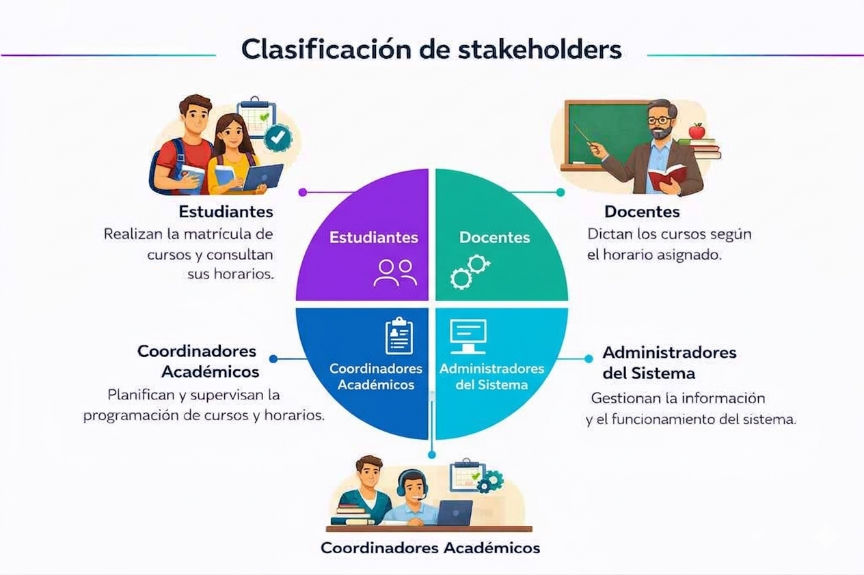 Clasificación de stakeholders
Estudiantes
Realizan la matrícula de
cursos y consultan
sus horarios.
Docentes
Dictan los cursos según
el horario asignado.
Estudiantes
Docentes
Coordinadores
Académicos
Administradores
del Sistema
Coordinadores
Académicos
Planifican y supervisan la
programación de cursos y horarios.
Administradores
del Sistema
Gestionan la información
y el funcionamiento del sistema.
Coordinadores Académicos